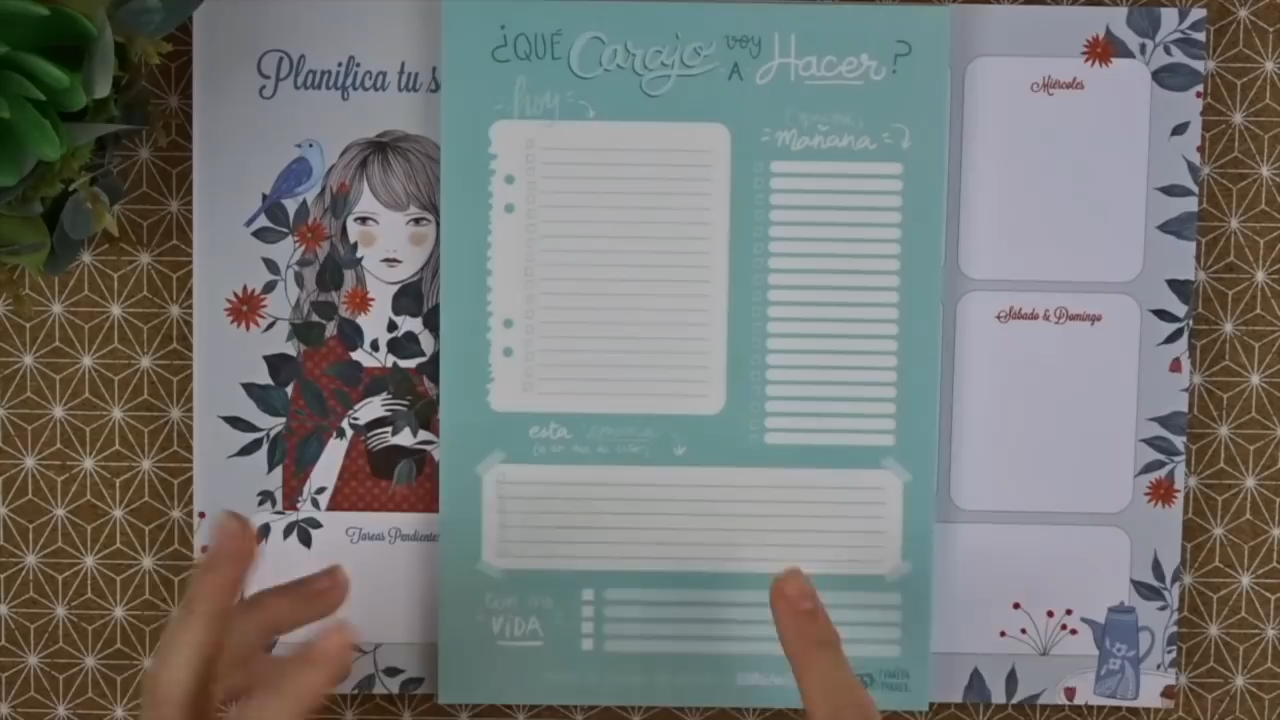 Planifica tu s
¿QUÉ Carajo voy A Hacer?
hoy
mañana
esta
VIDA
Tareas Pendientes
Miércoles
Sábado & Domingo